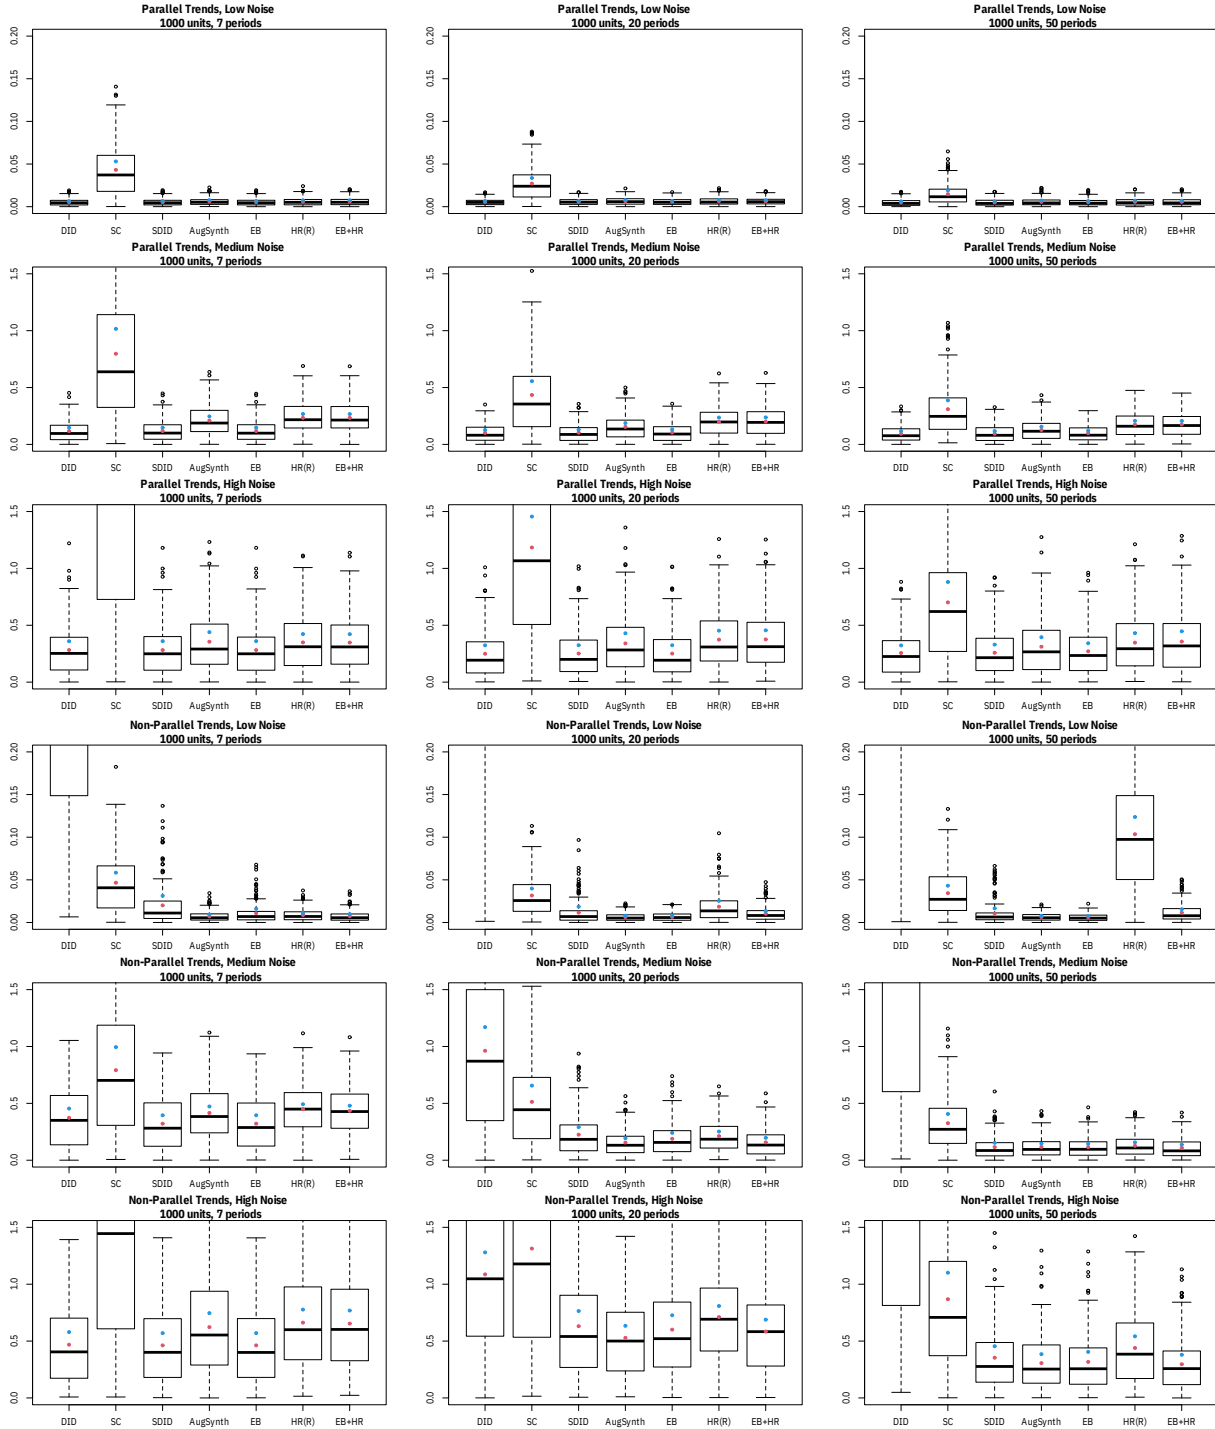 Parallel Trends, Low Noise
1000 units, 7 periods
0.20
0.15
0.10
0.05
0.00
DID SC SDID AugSynth EB HR(R) EB+HR
Parallel Trends, Low Noise
1000 units, 20 periods
0.20
0.15
0.10
0.05
0.00
DID SC SDID AugSynth EB HR(R) EB+HR
Parallel Trends, Low Noise
1000 units, 50 periods
0.20
0.15
0.10
0.05
0.00
DID SC SDID AugSynth EB HR(R) EB+HR
Parallel Trends, Medium Noise
1000 units, 7 periods
1.5
1.0
0.5
0.0
DID SC SDID AugSynth EB HR(R) EB+HR
Parallel Trends, Medium Noise
1000 units, 20 periods
1.5
1.0
0.5
0.0
DID SC SDID AugSynth EB HR(R) EB+HR
Parallel Trends, Medium Noise
1000 units, 50 periods
1.5
1.0
0.5
0.0
DID SC SDID AugSynth EB HR(R) EB+HR
Parallel Trends, High Noise
1000 units, 7 periods
1.5
1.0
0.5
0.0
DID SC SDID AugSynth EB HR(R) EB+HR
Parallel Trends, High Noise
1000 units, 20 periods
1.5
1.0
0.5
0.0
DID SC SDID AugSynth EB HR(R) EB+HR
Parallel Trends, High Noise
1000 units, 50 periods
1.5
1.0
0.5
0.0
DID SC SDID AugSynth EB HR(R) EB+HR
Non-Parallel Trends, Low Noise
1000 units, 7 periods
0.20
0.15
0.10
0.05
0.00
DID SC SDID AugSynth EB HR(R) EB+HR
Non-Parallel Trends, Low Noise
1000 units, 20 periods
0.20
0.15
0.10
0.05
0.00
DID SC SDID AugSynth EB HR(R) EB+HR
Non-Parallel Trends, Low Noise
1000 units, 50 periods
0.20
0.15
0.10
0.05
0.00
DID SC SDID AugSynth EB HR(R) EB+HR
Non-Parallel Trends, Medium Noise
1000 units, 7 periods
1.5
1.0
0.5
0.0
DID SC SDID AugSynth EB HR(R) EB+HR
Non-Parallel Trends, Medium Noise
1000 units, 20 periods
1.5
1.0
0.5
0.0
DID SC SDID AugSynth EB HR(R) EB+HR
Non-Parallel Trends, Medium Noise
1000 units, 50 periods
1.5
1.0
0.5
0.0
DID SC SDID AugSynth EB HR(R) EB+HR
Non-Parallel Trends, High Noise
1000 units, 7 periods
1.5
1.0
0.5
0.0
DID SC SDID AugSynth EB HR(R) EB+HR
Non-Parallel Trends, High Noise
1000 units, 20 periods
1.5
1.0
0.5
0.0
DID SC SDID AugSynth EB HR(R) EB+HR
Non-Parallel Trends, High Noise
1000 units, 50 periods
1.5
1.0
0.5
0.0
DID SC SDID AugSynth EB HR(R) EB+HR